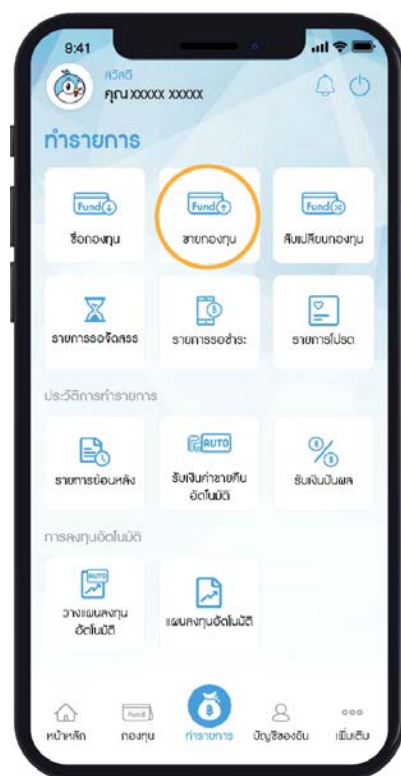 9:41
สวัสดี
คุณ xxxxx xxxxx
ทำรายการ
Fund
Fund
Fund
ซื้อกองทุน
ขายกองทุน
สับเปลี่ยนกองทุน
รายการรอจัดสรร
รายการรอชำระ
รายการโปรด
ประวัติการทำรายการ
AUTO
รายการย้อนหลัง
รับเงินค่าขายคืน
อัตโนมัติ
รับเงินปันผล
การลงทุนอัตโนมัติ
AUTO
วางแผนลงทุน
อัตโนมัติ
แผนลงทุนอัตโนมัติ
Fund
หน้าหลัก
กองทุน
ทำรายการ
บัญชีของฉัน
เพิ่มเติม